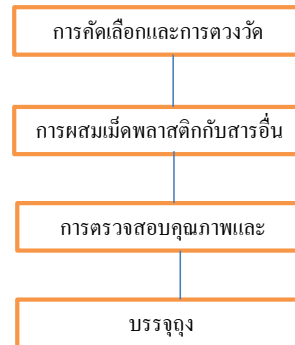 การคัดเลือกและการตวงวัด
การผสมเม็ดพลาสติกกับสารอื่น
การตรวจสอบคุณภาพและ
บรรจุถุง